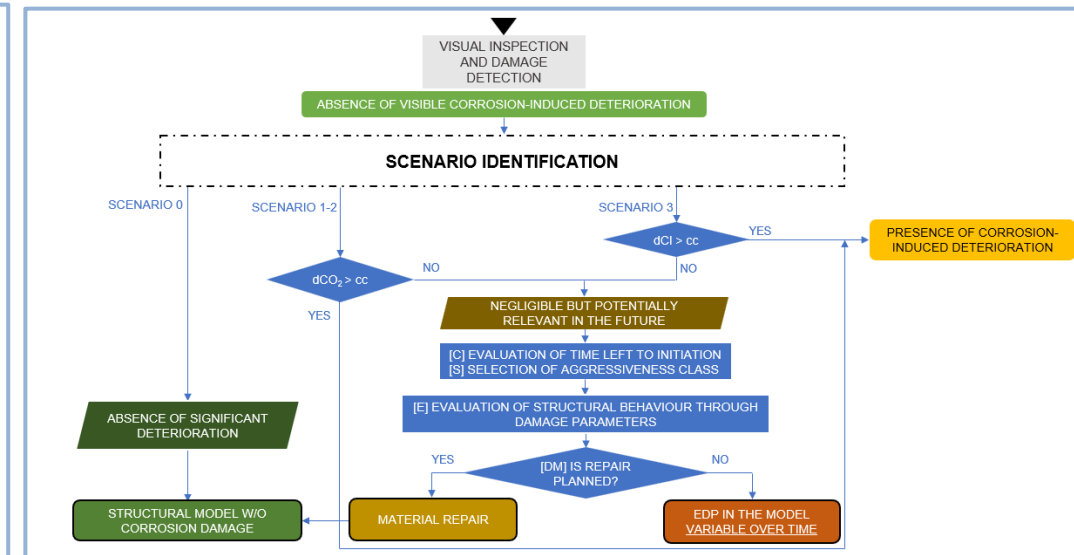 VISUAL INSPECTION
AND DAMAGE
DETECTION
ABSENCE OF VISIBLE CORROSION-INDUCED DETERIORATION
SCENARIO IDENTIFICATION
SCENARIO 0
SCENARIO 1-2
SCENARIO 3
dCl > cc
YES
PRESENCE OF CORROSION-
INDUCED DETERIORATION
dCO₂ > cc
NO
NO
YES
NEGLIGIBLE BUT POTENTIALLY
RELEVANT IN THE FUTURE
[C] EVALUATION OF TIME LEFT TO INITIATION
[S] SELECTION OF AGGRESSIVENESS CLASS
[E] EVALUATION OF STRUCTURAL BEHAVIOUR THROUGH
DAMAGE PARAMETERS
ABSENCE OF SIGNIFICANT
DETERIORATION
YES
[DM] IS REPAIR
PLANNED?
NO
STRUCTURAL MODEL W/O
CORROSION DAMAGE
MATERIAL REPAIR
EDP IN THE MODEL
VARIABLE OVER TIME